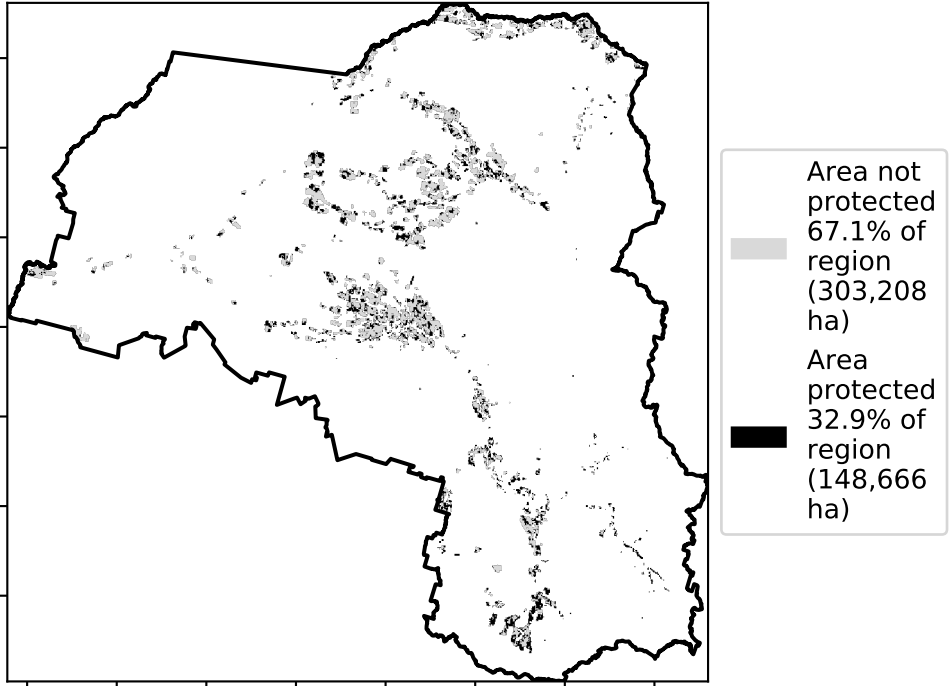 Area not
protected
67.1% of
region
(303,208
ha)
Area
protected
32.9% of
region
(148,666
ha)